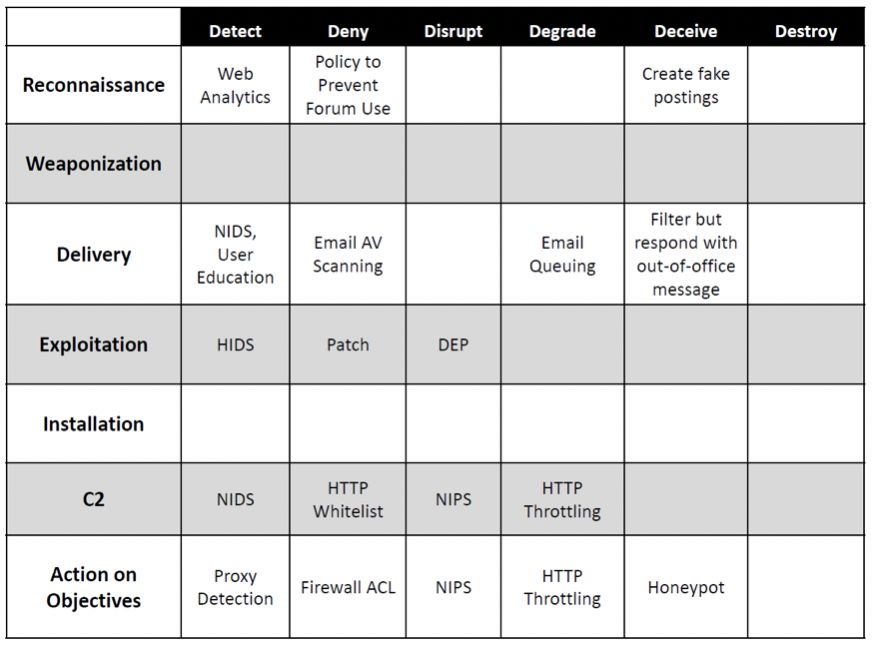 Detect Deny Disrupt Degrade Deceive Destroy
Reconnaissance
Web
Analytics
Policy to
Prevent
Forum Use
Create fake
postings
Weaponization
Delivery
NIDS,
User
Education
Email AV
Scanning
Email
Queuing
Filter but
respond with
out-of-office
message
Exploitation
HIDS
Patch
DEP
Installation
C2
NIDS
HTTP
Whitelist
NIPS
HTTP
Throttling
Action on
Objectives
Proxy
Detection
Firewall ACL
NIPS
HTTP
Throttling
Honeypot